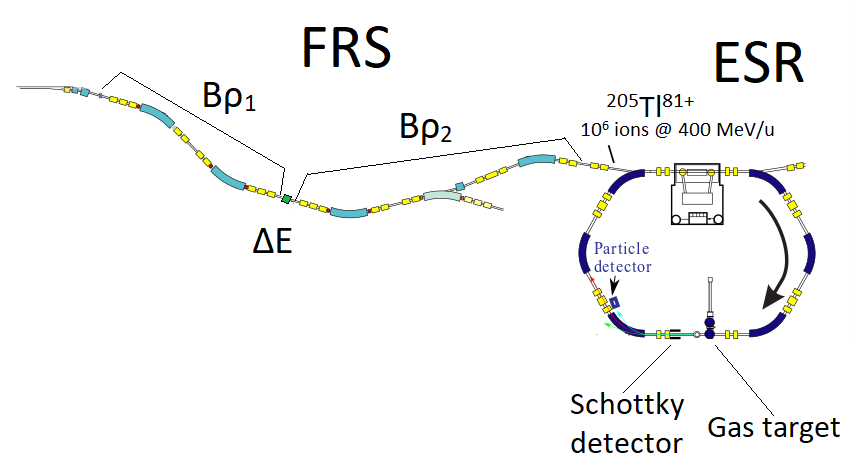 FRS
ESR
Bρ₁
Bρ₂
²⁰⁵Tl⁸¹⁺
10⁶ ions @ 400 MeV/u
ΔE
Particle
detector
Schottky
detector
Gas target